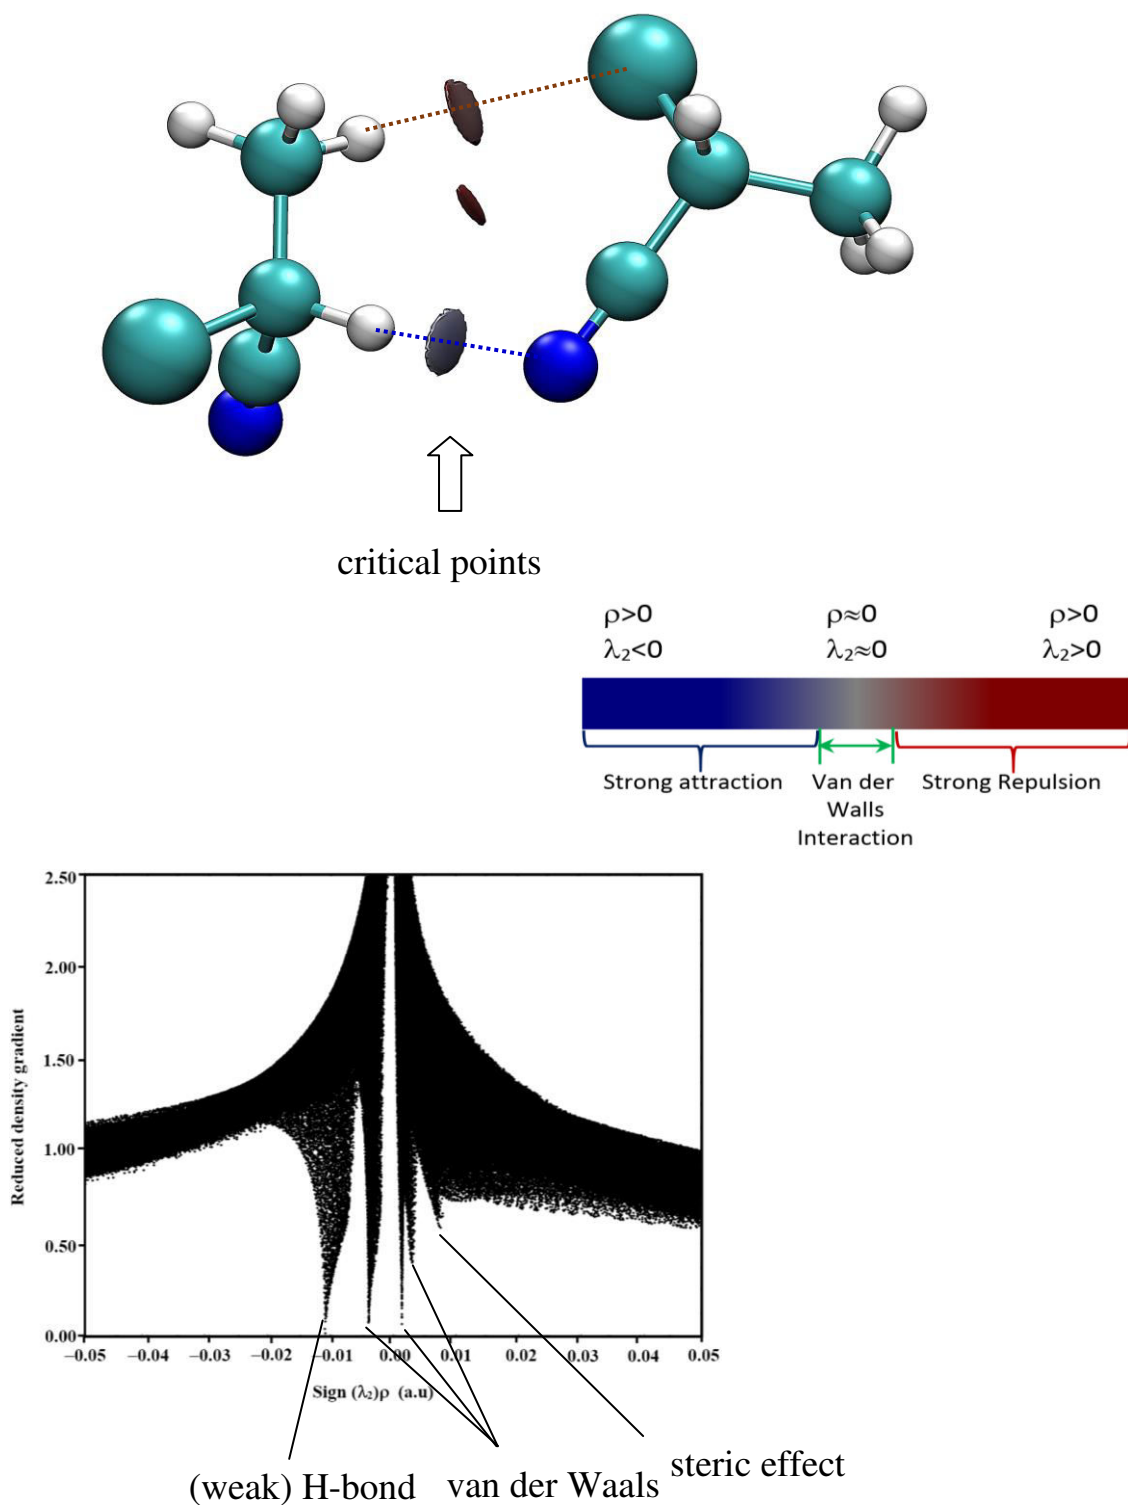 critical points
ρ>0 ρ≈0 ρ>0
λ₂<0 λ₂≈0 λ₂>0
Strong attraction Van der Walls Interaction Strong Repulsion
2.50
2.00
1.50
1.00
0.50
0.00
Reduced density gradient
−0.05 −0.04 −0.03 −0.02 −0.01 0.00 0.01 0.02 0.03 0.04 0.05
Sign (λ₂)ρ (a.u)
(weak) H-bond van der Waals steric effect